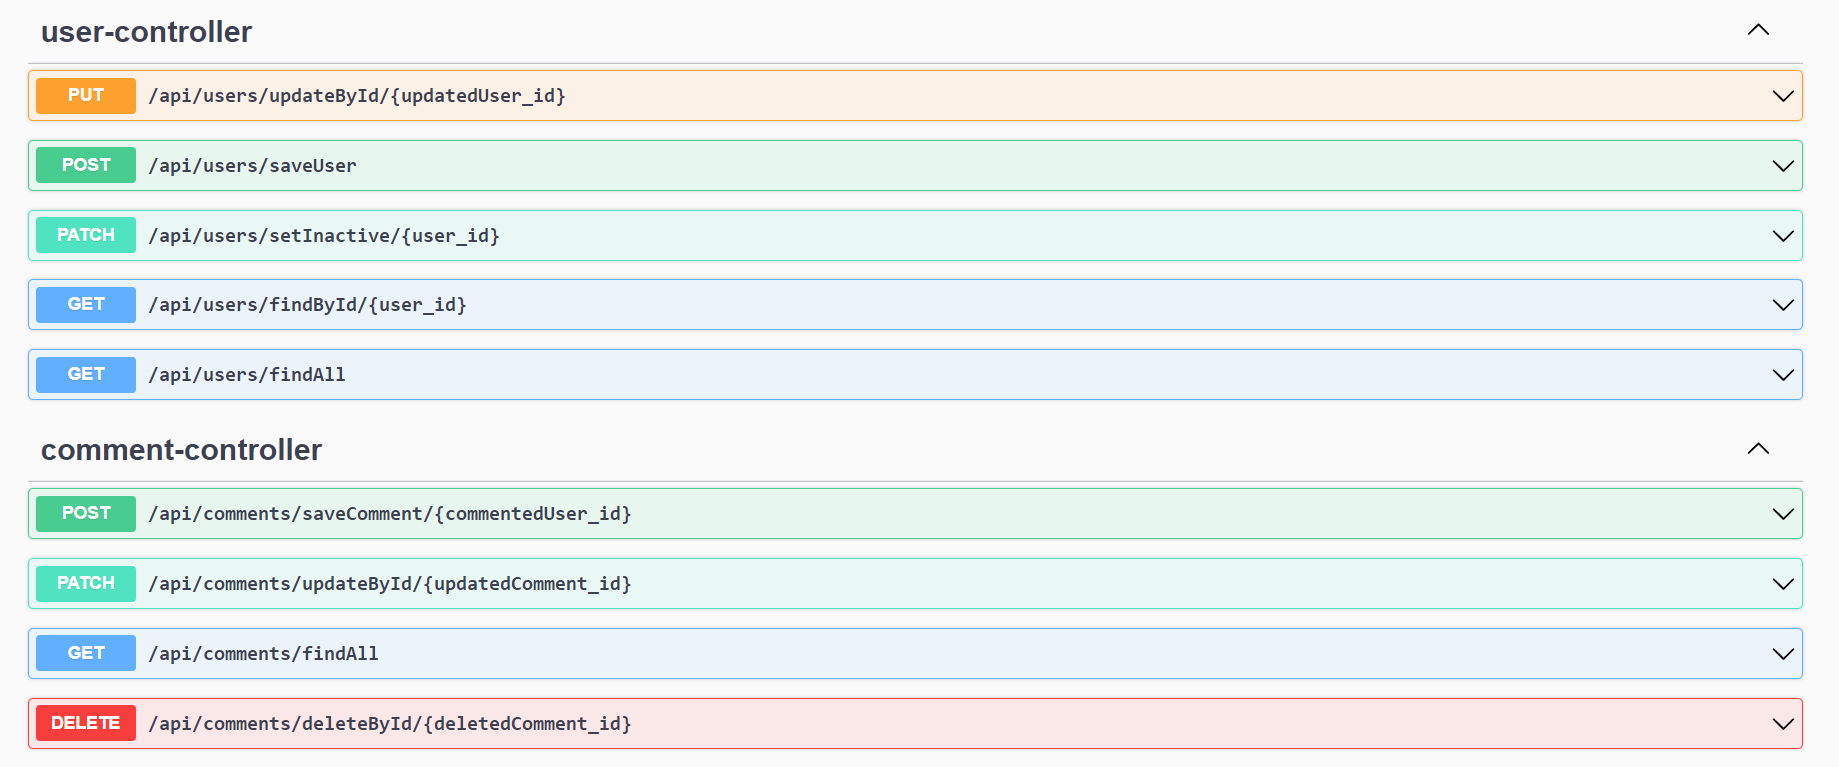 user-controller
PUT /api/users/updateById/{updatedUser_id}
POST /api/users/saveUser
PATCH /api/users/setInactive/{user_id}
GET /api/users/findById/{user_id}
GET /api/users/findAll
comment-controller
POST /api/comments/saveComment/{commentedUser_id}
PATCH /api/comments/updateById/{updatedComment_id}
GET /api/comments/findAll
DELETE /api/comments/deleteById/{deletedComment_id}